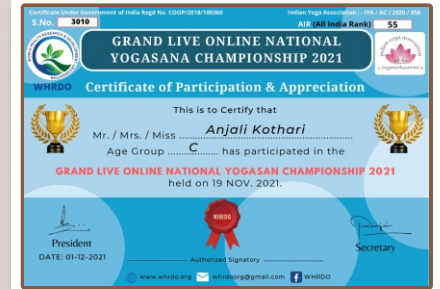 Certificate Under Government of India Regd No. COOP/2018/100360
Indian Yoga Association :- IYA / AC / 2020 / 056
S.No. 3010
AIR (All India Rank) 55
GRAND LIVE ONLINE NATIONAL
YOGASANA CHAMPIONSHIP 2021
WHRDO
Certificate of Participation & Appreciation
This is to Certify that
Mr. / Mrs. / Miss Anjali Kothari
Age Group C has participated in the
GRAND LIVE ONLINE NATIONAL YOGASAN CHAMPIONSHIP 2021
held on 19 NOV. 2021.
WHRDO
President
Secretary
DATE: 01-12-2021
Authorized Signatory
www.whrdo.org
whrdoorg@gmail.com
WHRDO